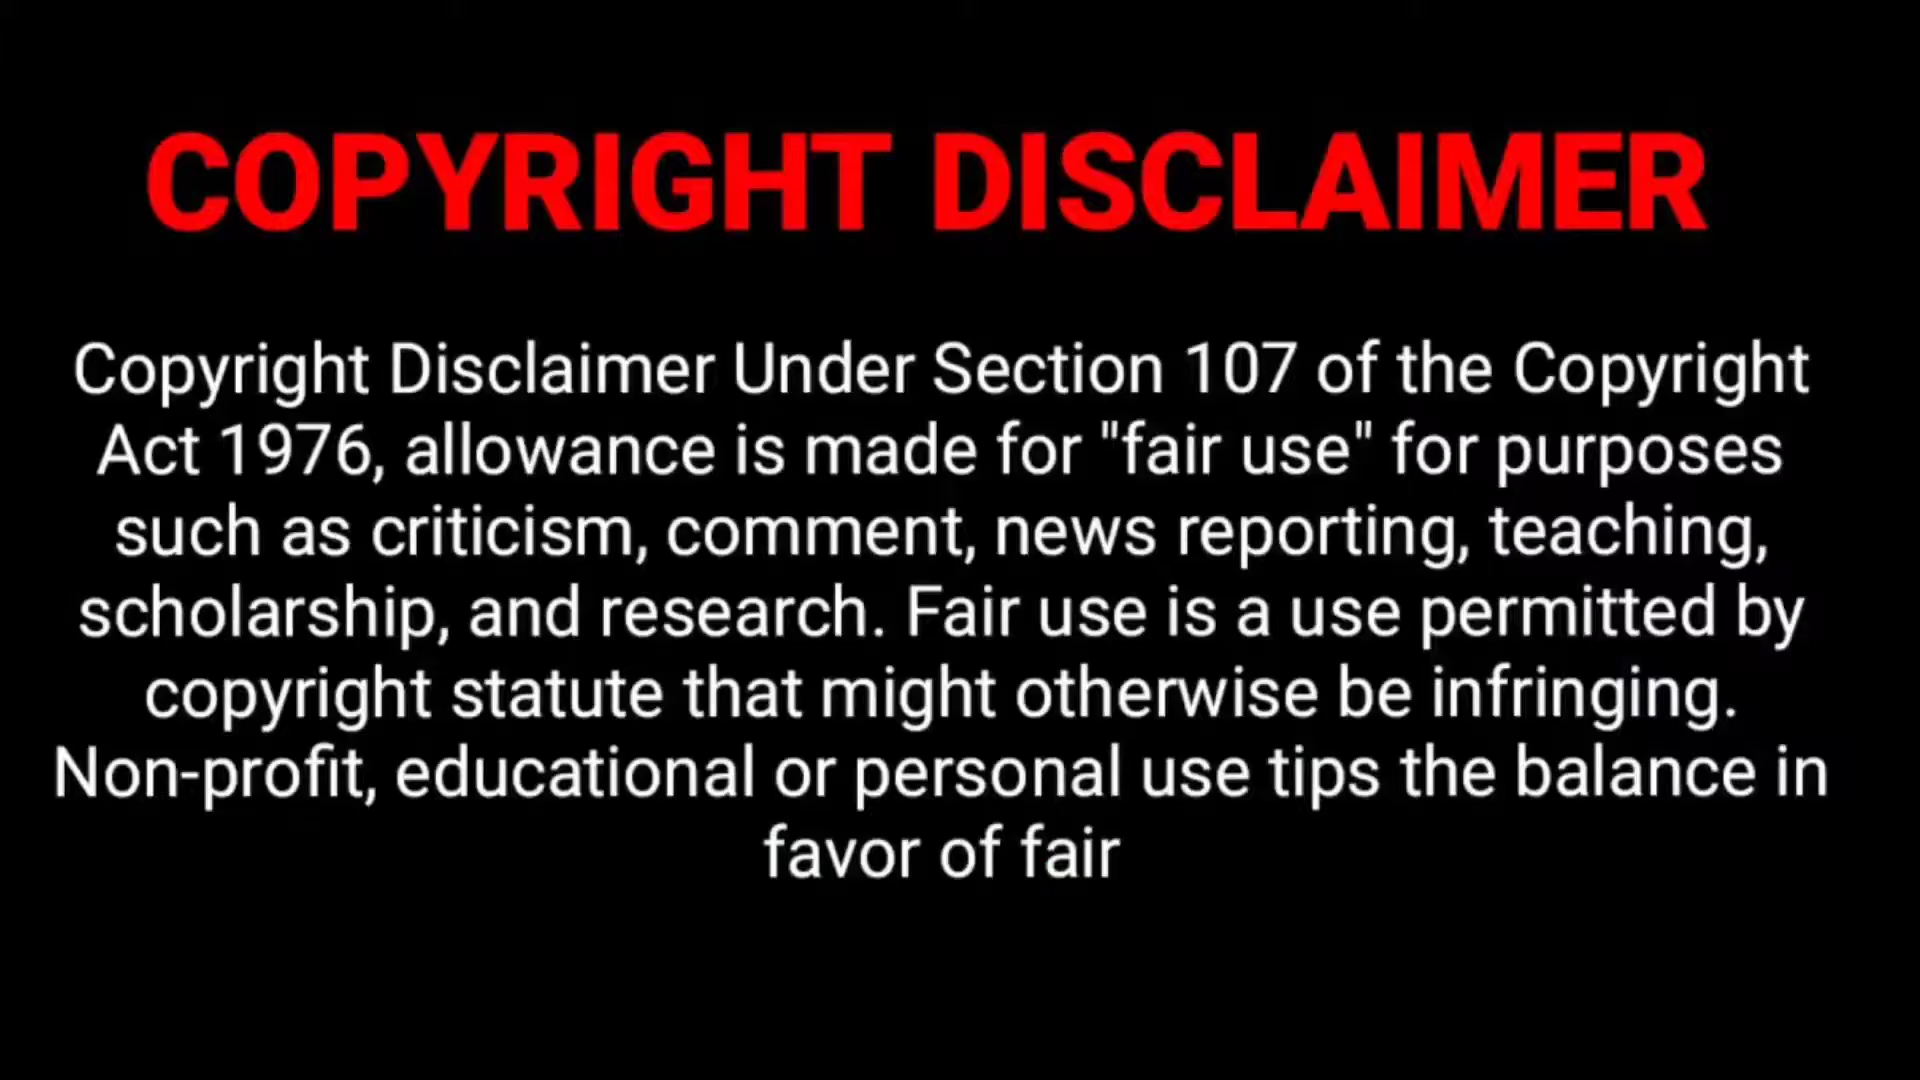 COPYRIGHT DISCLAIMER
Copyright Disclaimer Under Section 107 of the Copyright
Act 1976, allowance is made for "fair use" for purposes
such as criticism, comment, news reporting, teaching,
scholarship, and research. Fair use is a use permitted by
copyright statute that might otherwise be infringing.
Non-profit, educational or personal use tips the balance in
favor of fair